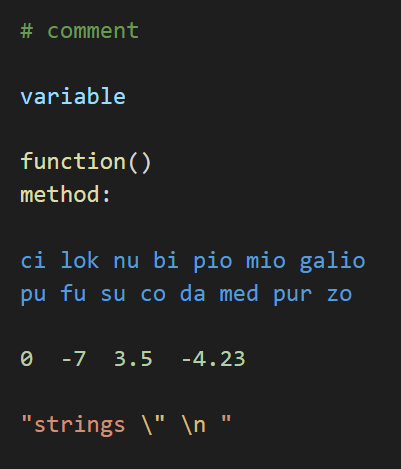 # comment
variable
function()
method:
ci lok nu bi pio mio galio
pu fu su co da med pur zo
0  -7  3.5  -4.23
"strings \" \n "